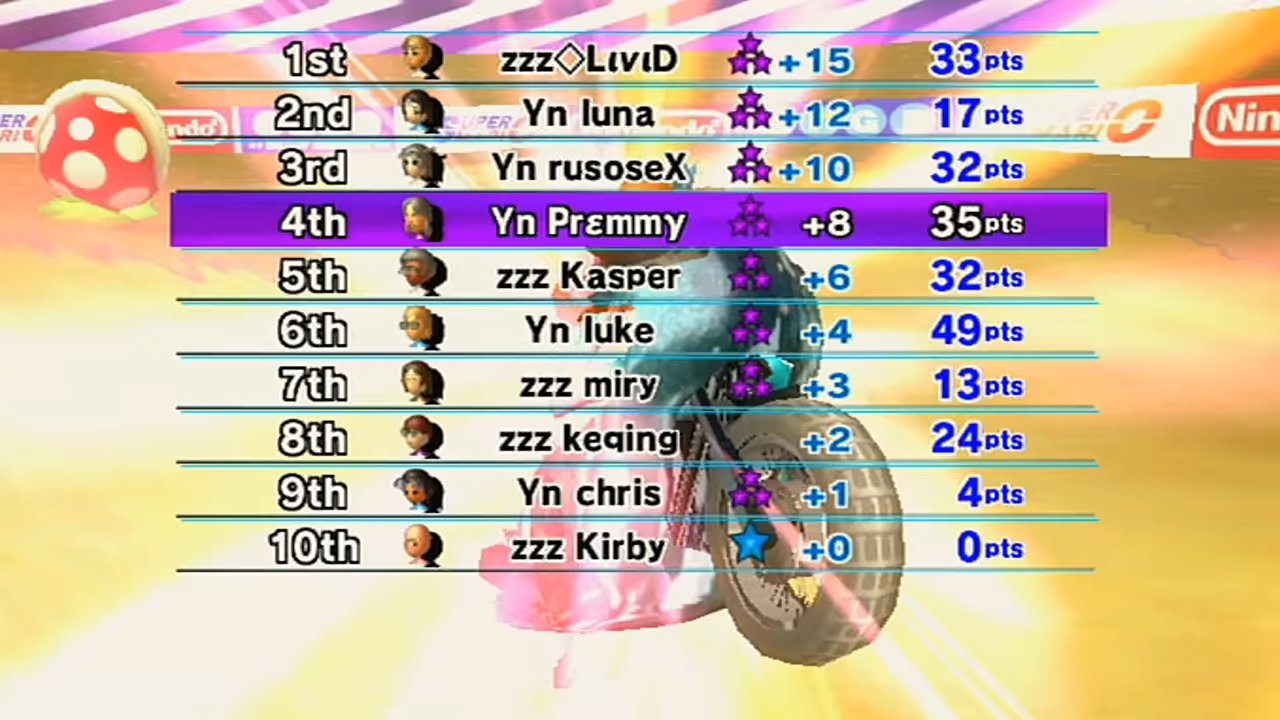 1st zzz◇LινιD +15 33pts
2nd Yn luna +12 17pts
3rd Yn rusoseX +10 32pts
4th Yn Prεmmy +8 35pts
5th zzz Kasper +6 32pts
6th Yn luke +4 49pts
7th zzz miry +3 13pts
8th zzz keqing +2 24pts
9th Yn chris +1 4pts
10th zzz Kirby +0 0pts